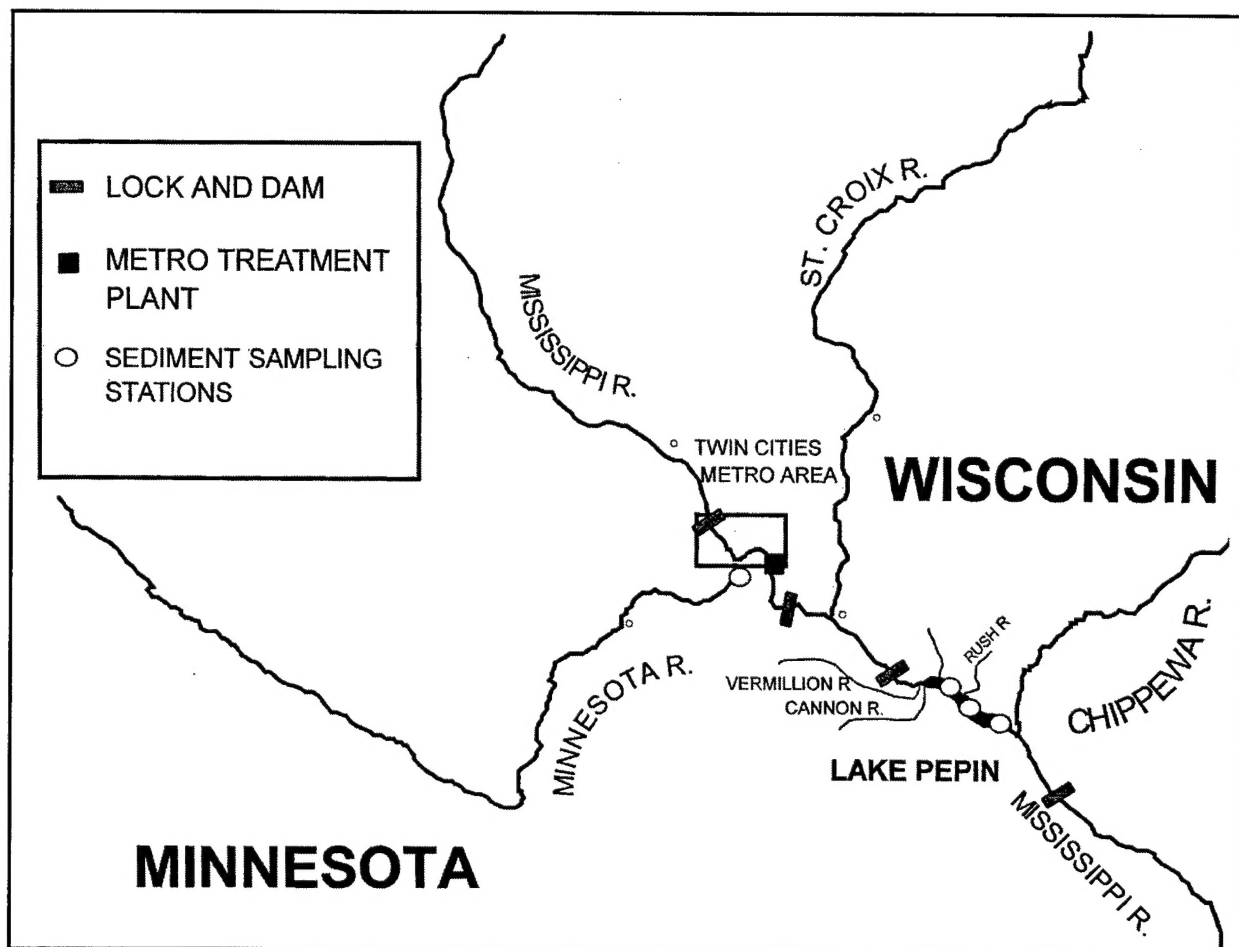 LOCK AND DAM
METRO TREATMENT
PLANT
SEDIMENT SAMPLING
STATIONS
MISSISSIPPI R.
ST. CROIX R.
TWIN CITIES
METRO AREA
WISCONSIN
RUSH R
VERMILLION R
CANNON R.
MINNESOTA R.
CHIPPEWA R.
LAKE PEPIN
MISSISSIPPI R.
MINNESOTA